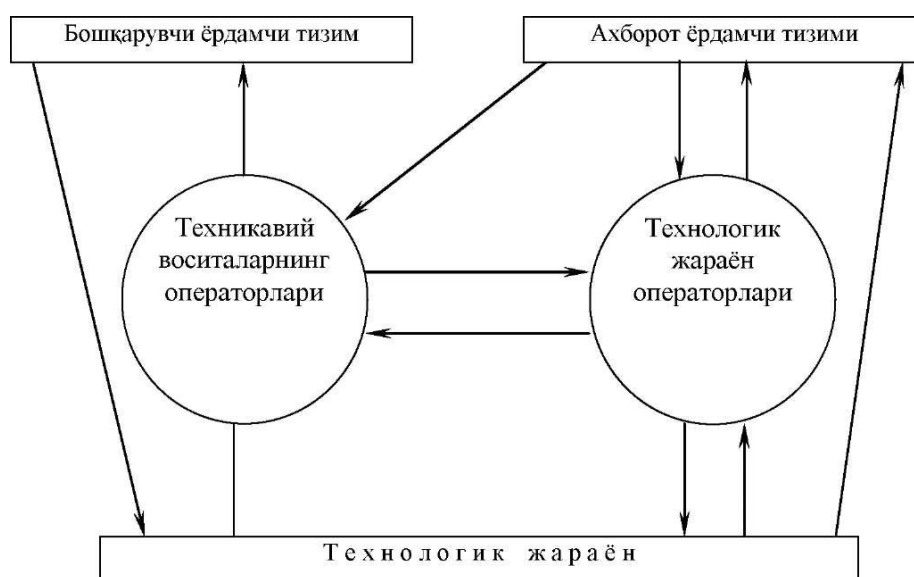 Бошқарувчи ёрдамчи тизим
Ахборот ёрдамчи тизими
Техникавий
воситаларнинг
операторлари
Технологик
жараён
операторлари
Технологик жараён